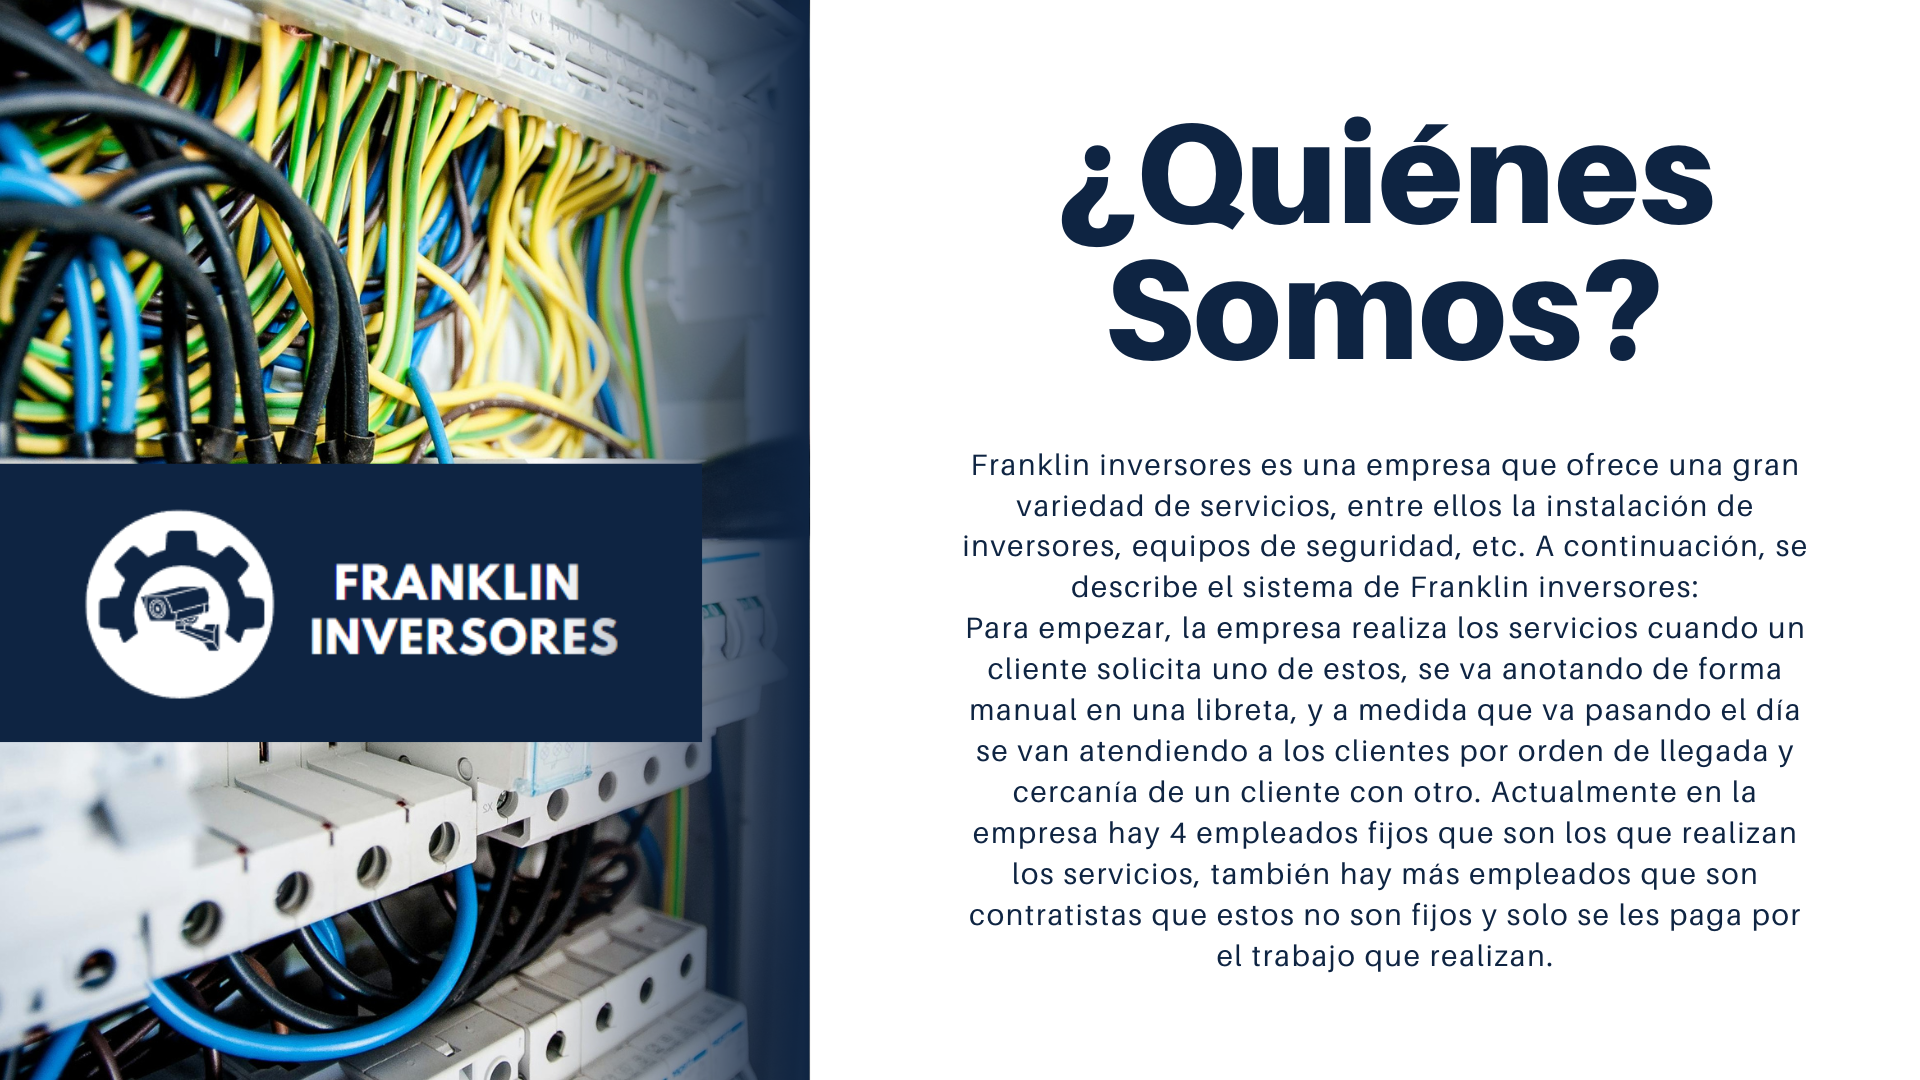 ¿Quiénes
Somos?
FRANKLIN
INVERSORES
Franklin inversores es una empresa que ofrece una gran
variedad de servicios, entre ellos la instalación de
inversores, equipos de seguridad, etc. A continuación, se
describe el sistema de Franklin inversores:
Para empezar, la empresa realiza los servicios cuando un
cliente solicita uno de estos, se va anotando de forma
manual en una libreta, y a medida que va pasando el día
se van atendiendo a los clientes por orden de llegada y
cercanía de un cliente con otro. Actualmente en la
empresa hay 4 empleados fijos que son los que realizan
los servicios, también hay más empleados que son
contratistas que estos no son fijos y solo se les paga por
el trabajo que realizan.